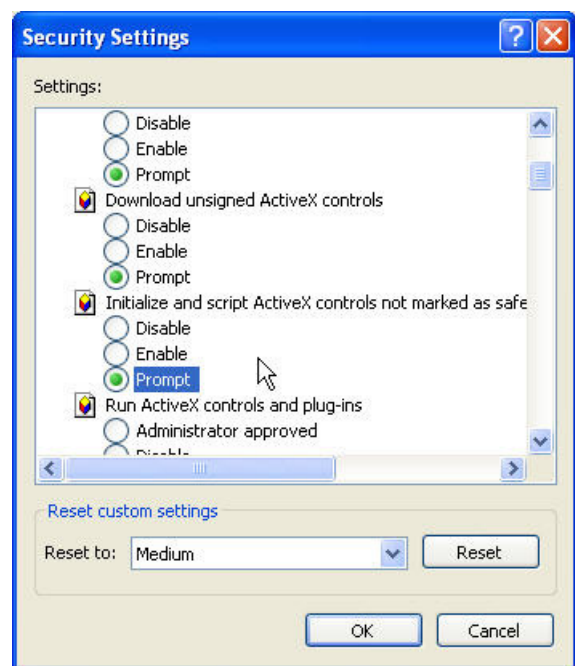 Security Settings
Settings:
Disable
Enable
Prompt
Download unsigned ActiveX controls
Disable
Enable
Prompt
Initialize and script ActiveX controls not marked as safe
Disable
Enable
Prompt
Run ActiveX controls and plug-ins
Administrator approved
Disable
Reset custom settings
Reset to: Medium Reset
OK Cancel